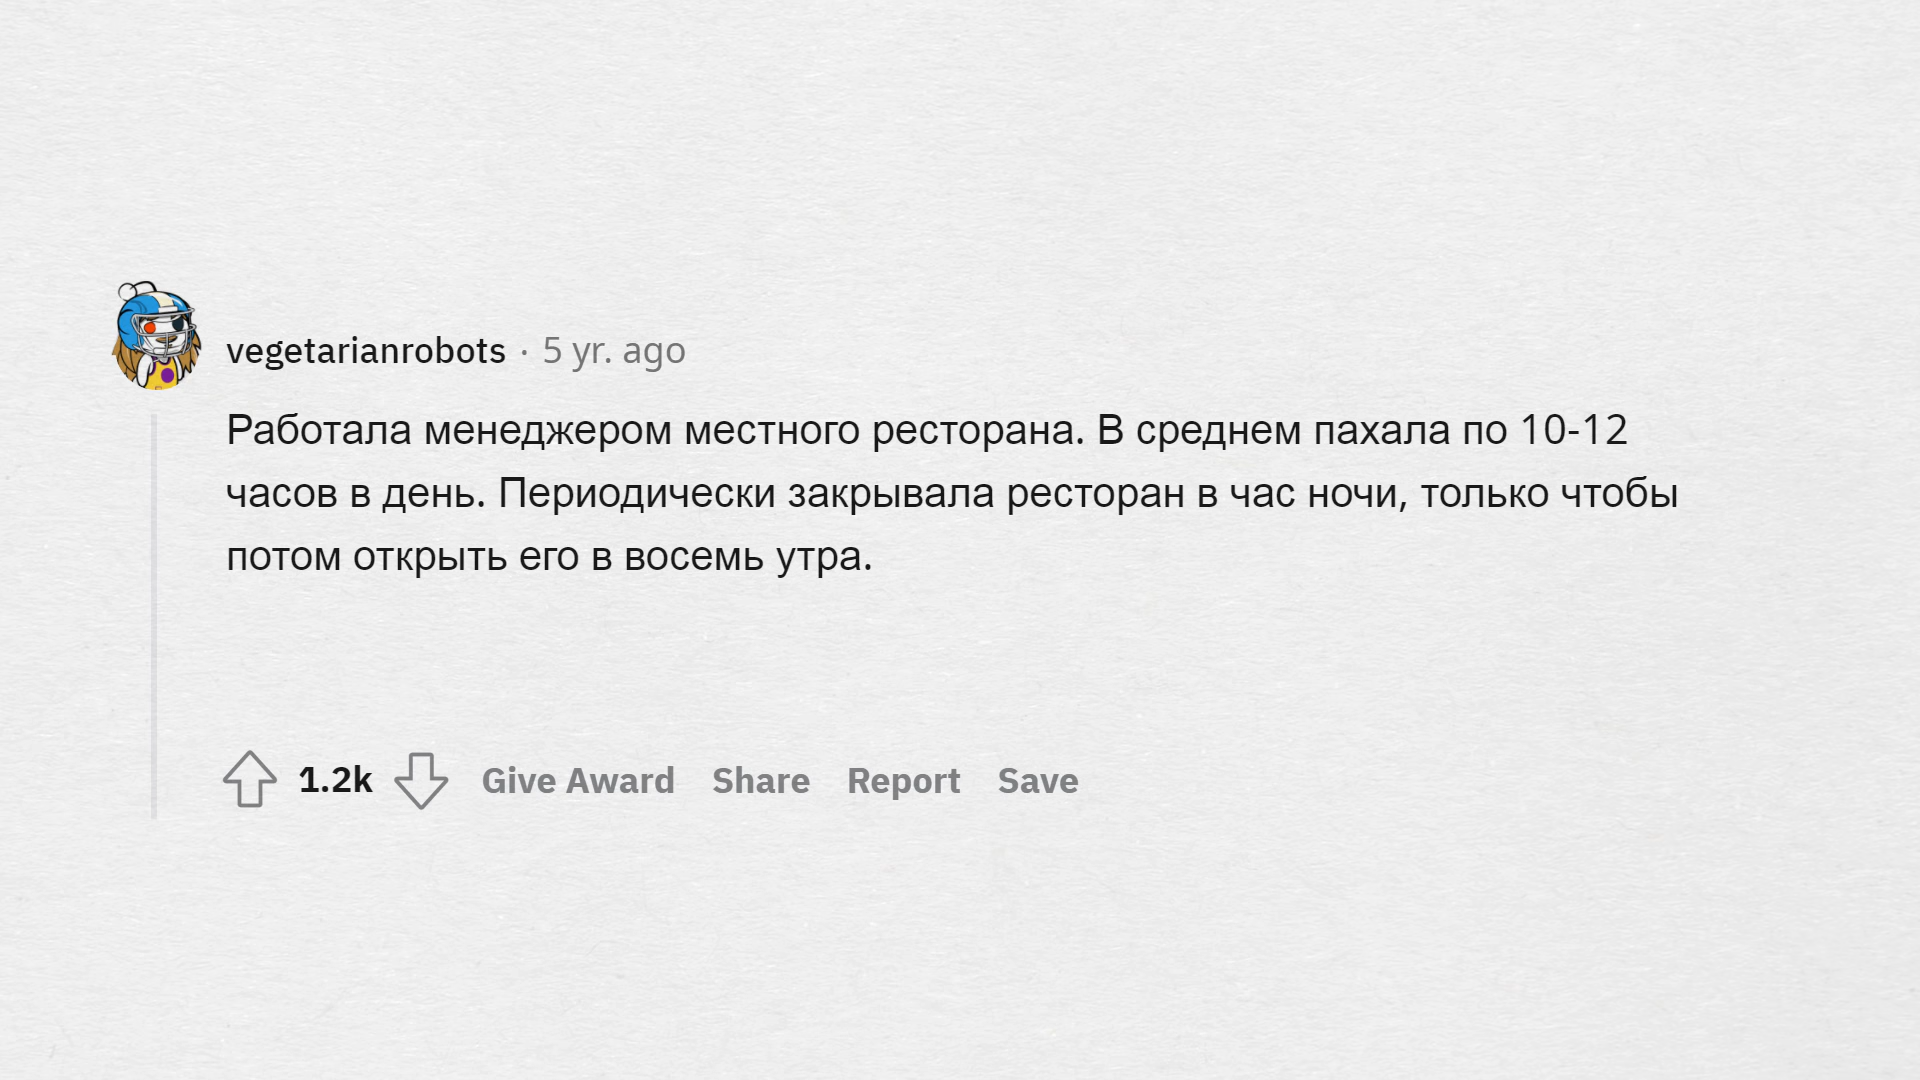 vegetarianrobots · 5 yr. ago
Работала менеджером местного ресторана. В среднем пахала по 10-12
часов в день. Периодически закрывала ресторан в час ночи, только чтобы
потом открыть его в восемь утра.
1.2k Give Award Share Report Save